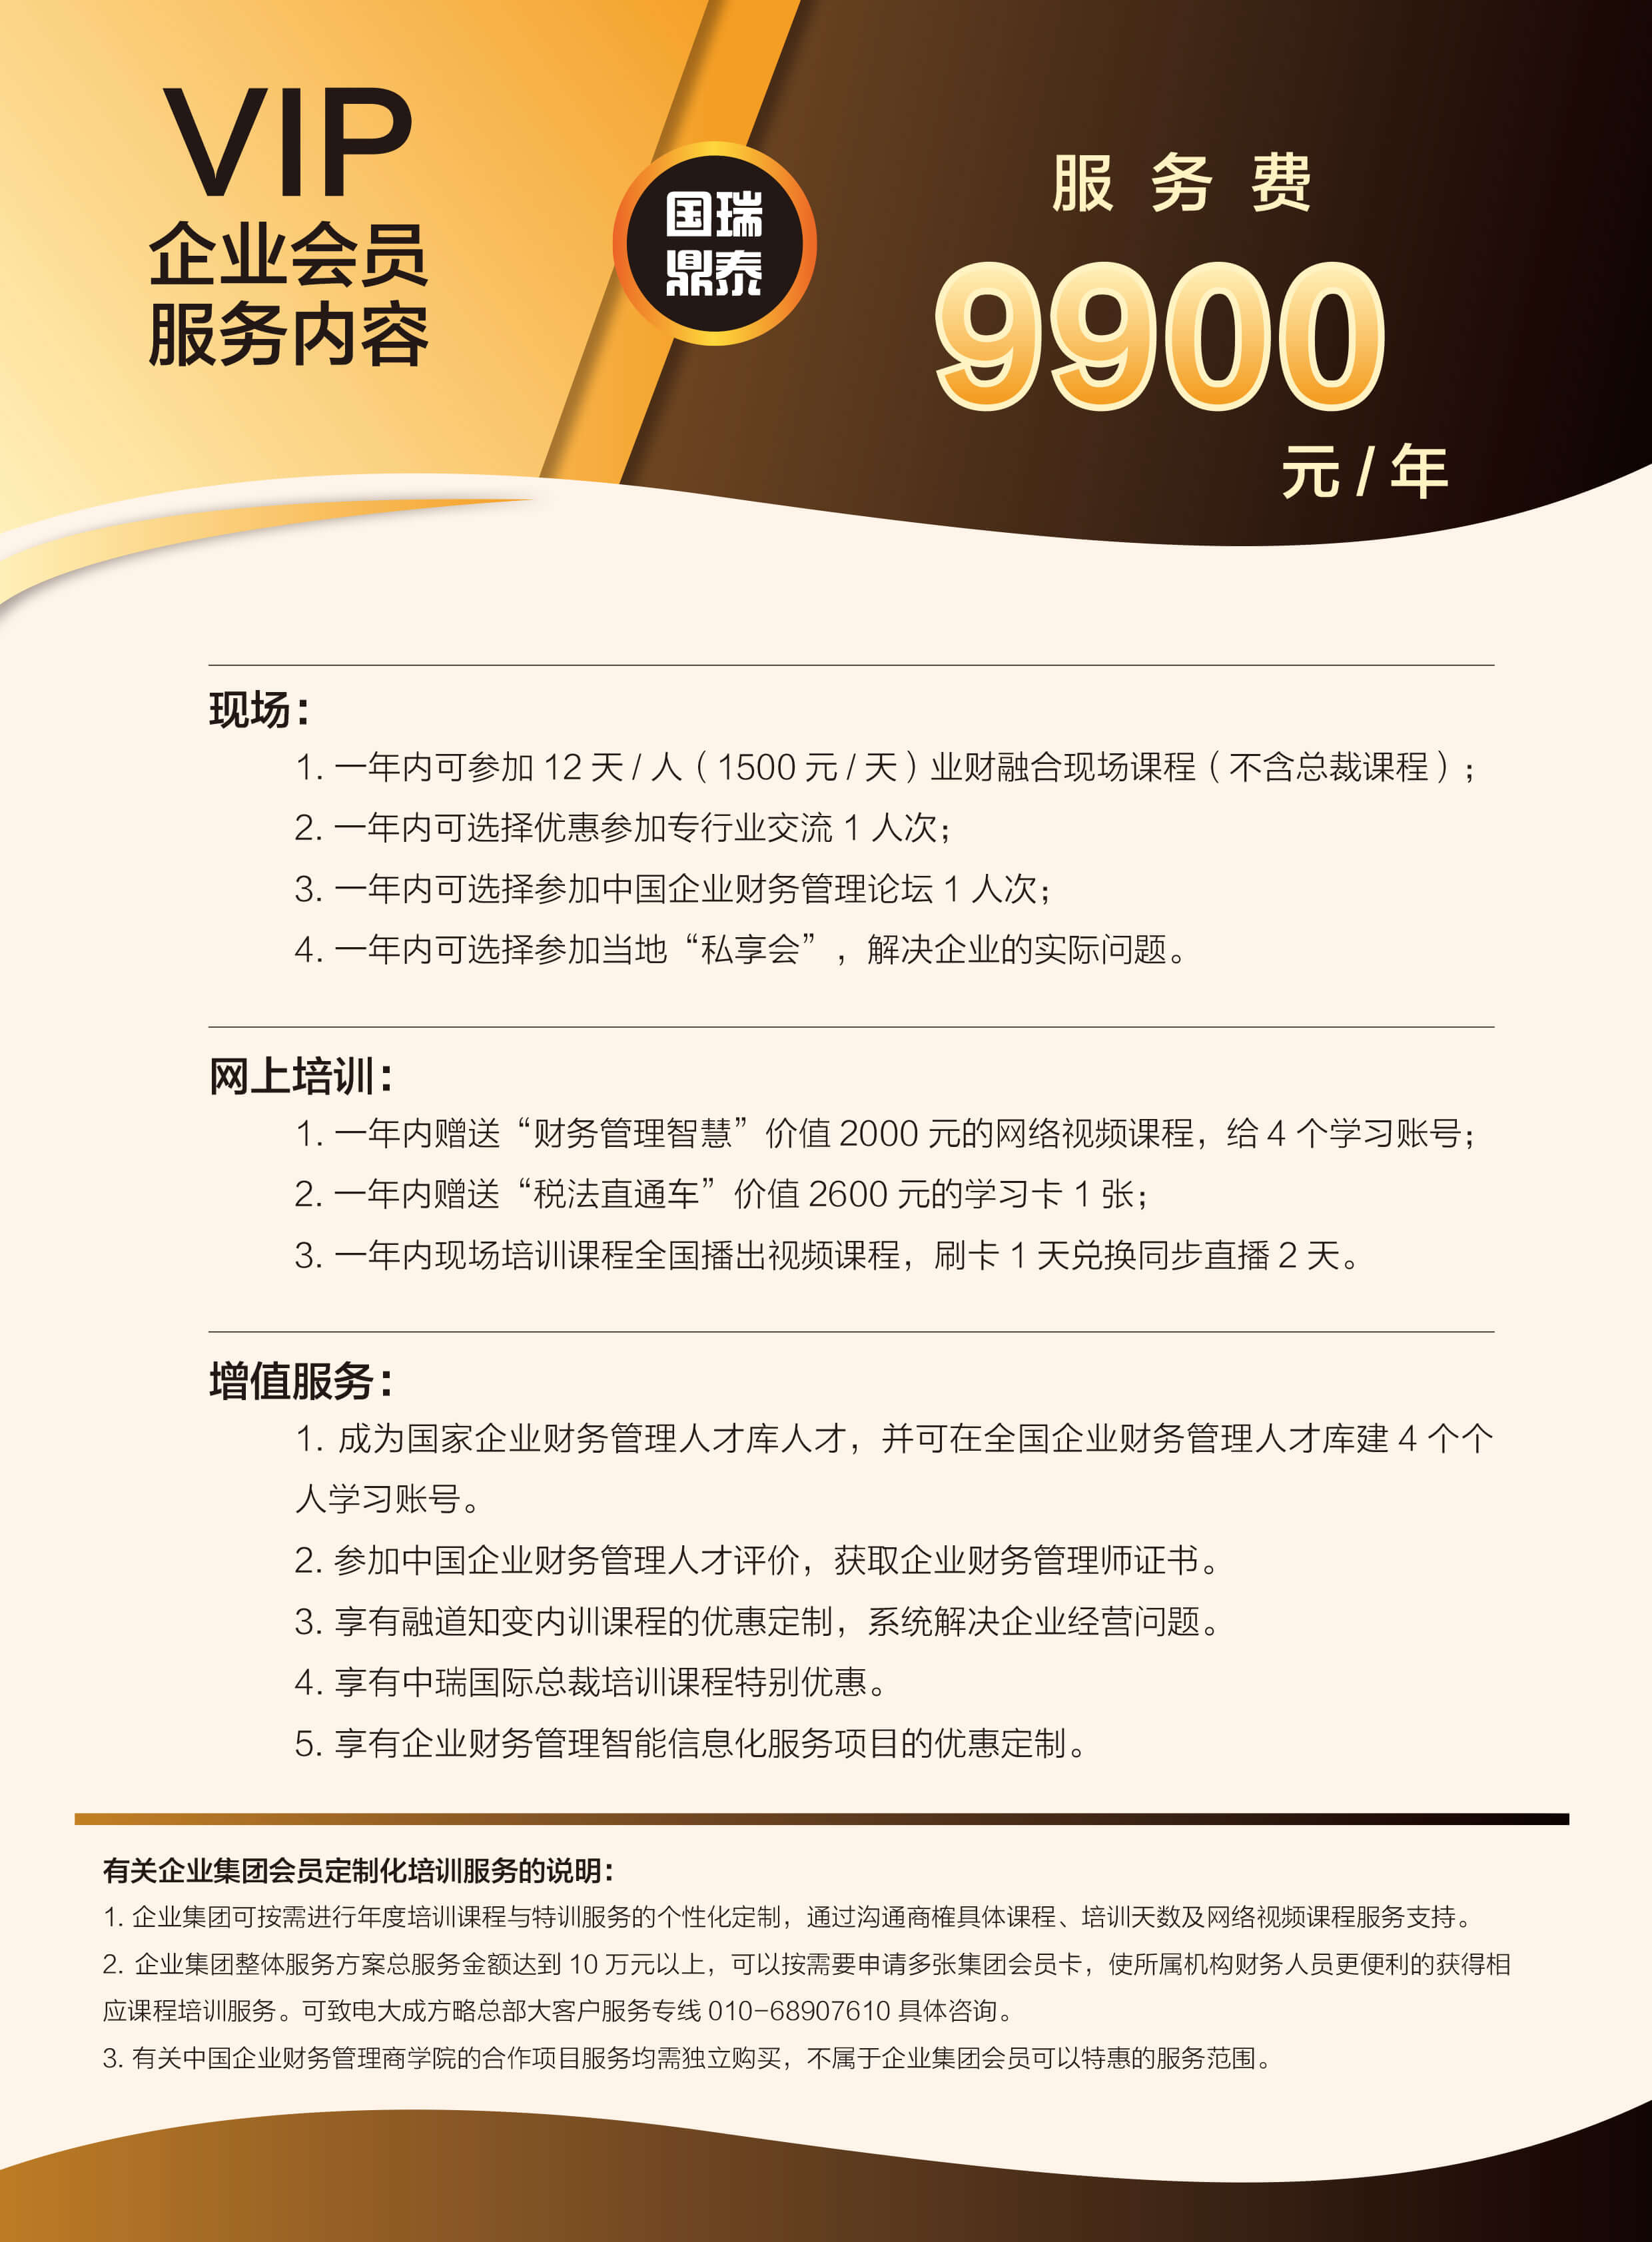 VIP
企业会员
服务内容
国瑞
鼎泰
服务费
9900
元/年
现场：
1. 一年内可参加 12 天 / 人（1500 元 / 天）业财融合现场课程（不含总裁课程）；
2. 一年内可选择优惠参加专行业交流 1 人次；
3. 一年内可选择参加中国企业财务管理论坛 1 人次；
4. 一年内可选择参加当地“私享会”，解决企业的实际问题。
网上培训：
1. 一年内赠送“财务管理智慧”价值 2000 元的网络视频课程，给 4 个学习账号；
2. 一年内赠送“税法直通车”价值 2600 元的学习卡 1 张；
3. 一年内现场培训课程全国播出视频课程，刷卡 1 天兑换同步直播 2 天。
增值服务：
1. 成为国家企业财务管理人才库人才，并可在全国企业财务管理人才库建 4 个个
人学习账号。
2. 参加中国企业财务管理人才评价，获取企业财务管理师证书。
3. 享有融道知变内训课程的优惠定制，系统解决企业经营问题。
4. 享有中瑞国际总裁培训课程特别优惠。
5. 享有企业财务管理智能信息化服务项目的优惠定制。
有关企业集团会员定制化培训服务的说明：
1. 企业集团可按需进行年度培训课程与特训服务的个性化定制，通过沟通商榷具体课程、培训天数及网络视频课程服务支持。
2. 企业集团整体服务方案总服务金额达到 10 万元以上，可以按需要申请多张集团会员卡，使所属机构财务人员更便利的获得相
应课程培训服务。可致电大成方略总部大客户服务专线 010-68907610 具体咨询。
3. 有关中国企业财务管理商学院的合作项目服务均需独立购买，不属于企业集团会员可以特惠的服务范围。